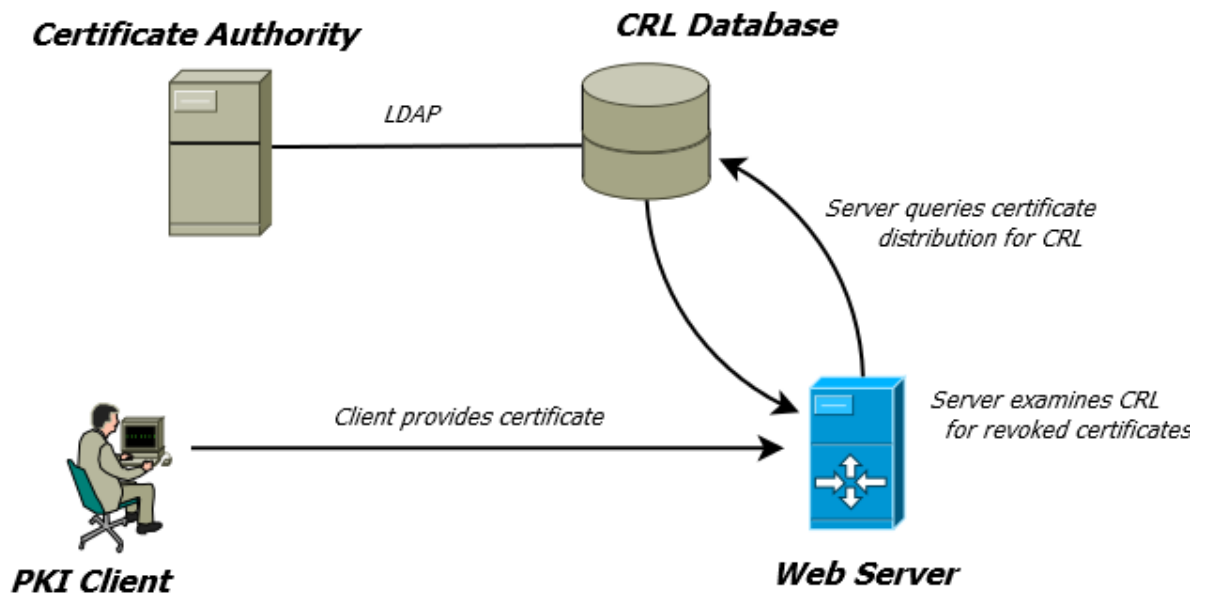 Certificate Authority
CRL Database
LDAP
Server queries certificate
distribution for CRL
Client provides certificate
Server examines CRL
for revoked certificates
PKI Client
Web Server